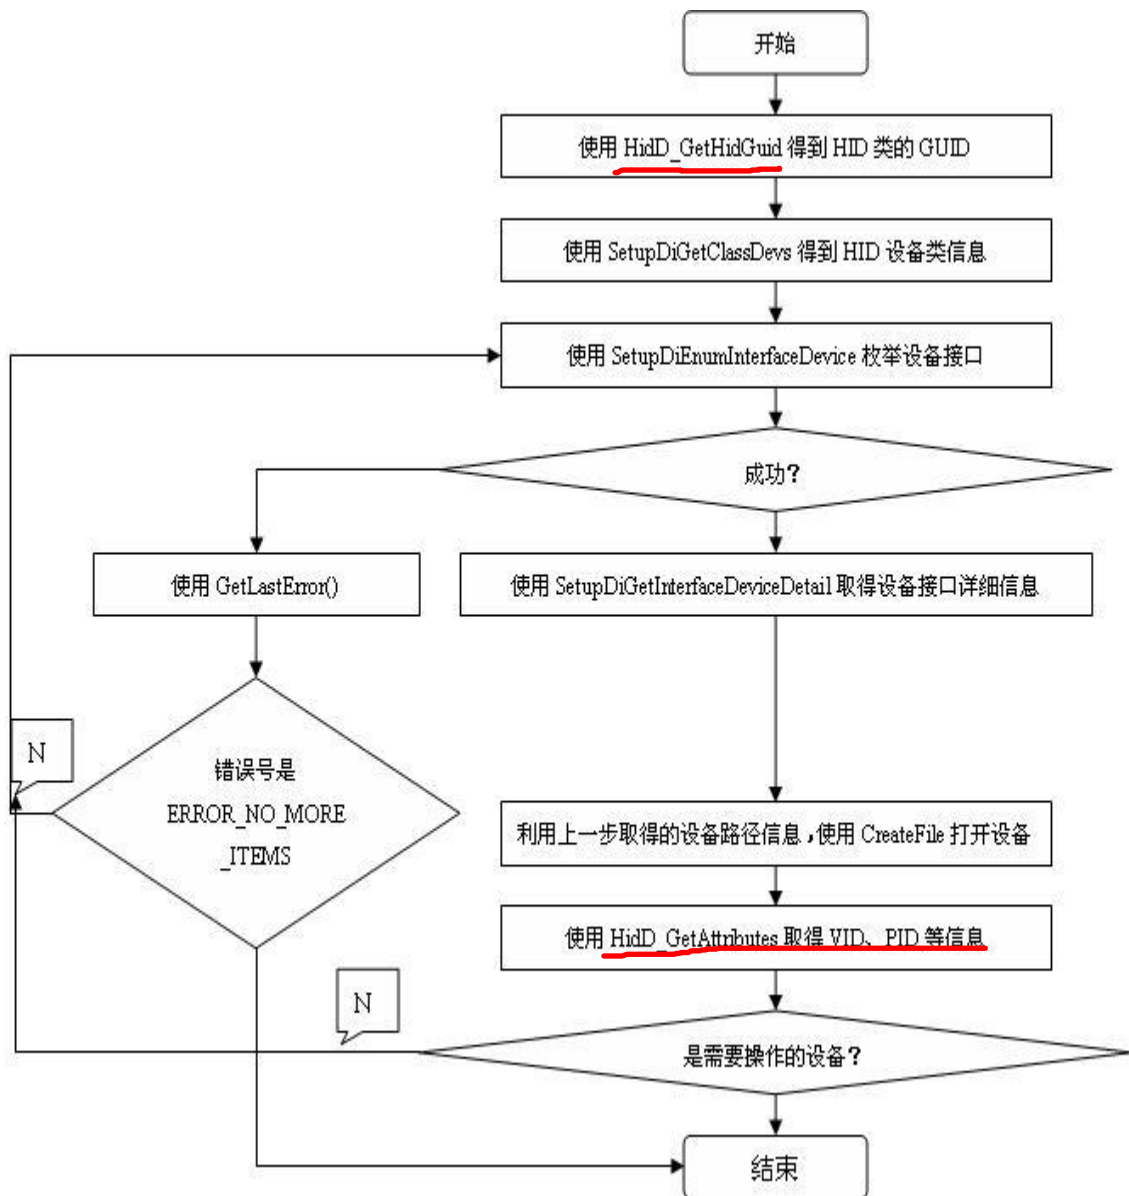 开始
使用 HidD_GetHidGuid 得到 HID 类的 GUID
使用 SetupDiGetClassDevs 得到 HID 设备类信息
使用 SetupDiEnumInterfaceDevice 枚举设备接口
成功?
使用 GetLastError()
使用 SetupDiGetInterfaceDeviceDetail 取得设备接口详细信息
N
错误号是
ERROR_NO_MORE
_ITEMS
利用上一步取得的设备路径信息,使用 CreateFile 打开设备
使用 HidD_GetAttributes 取得 VID、PID 等信息
N
是需要操作的设备?
结束